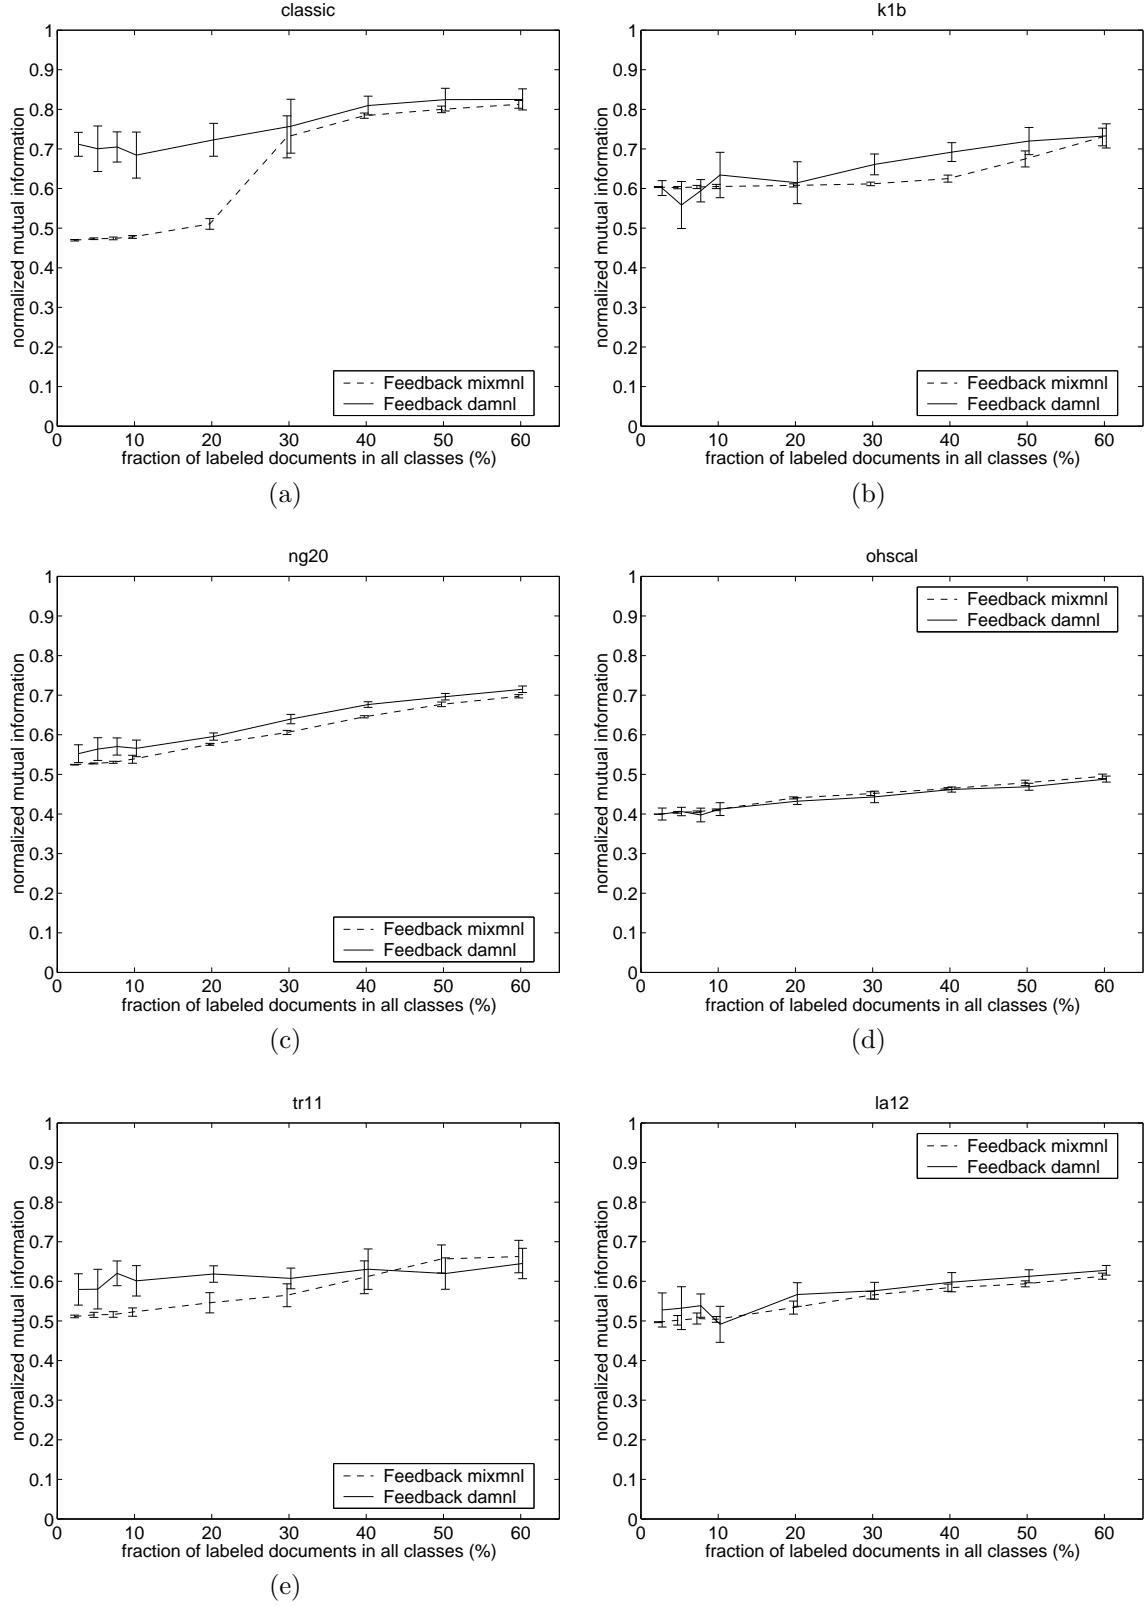 classic
1
0.9
0.8
0.7
0.6
0.5
0.4
0.3
0.2
0.1
0
normalized mutual information
Feedback mixmnl
Feedback damnl
0 10 20 30 40 50 60
fraction of labeled documents in all classes (%)
(a)
k1b
1
0.9
0.8
0.7
0.6
0.5
0.4
0.3
0.2
0.1
0
normalized mutual information
Feedback mixmnl
Feedback damnl
0 10 20 30 40 50 60
fraction of labeled documents in all classes (%)
(b)
ng20
1
0.9
0.8
0.7
0.6
0.5
0.4
0.3
0.2
0.1
0
normalized mutual information
Feedback mixmnl
Feedback damnl
0 10 20 30 40 50 60
fraction of labeled documents in all classes (%)
(c)
ohscal
1
0.9
0.8
0.7
0.6
0.5
0.4
0.3
0.2
0.1
0
normalized mutual information
Feedback mixmnl
Feedback damnl
0 10 20 30 40 50 60
fraction of labeled documents in all classes (%)
(d)
tr11
1
0.9
0.8
0.7
0.6
0.5
0.4
0.3
0.2
0.1
0
normalized mutual information
Feedback mixmnl
Feedback damnl
0 10 20 30 40 50 60
fraction of labeled documents in all classes (%)
(e)
la12
1
0.9
0.8
0.7
0.6
0.5
0.4
0.3
0.2
0.1
0
normalized mutual information
Feedback mixmnl
Feedback damnl
0 10 20 30 40 50 60
fraction of labeled documents in all classes (%)